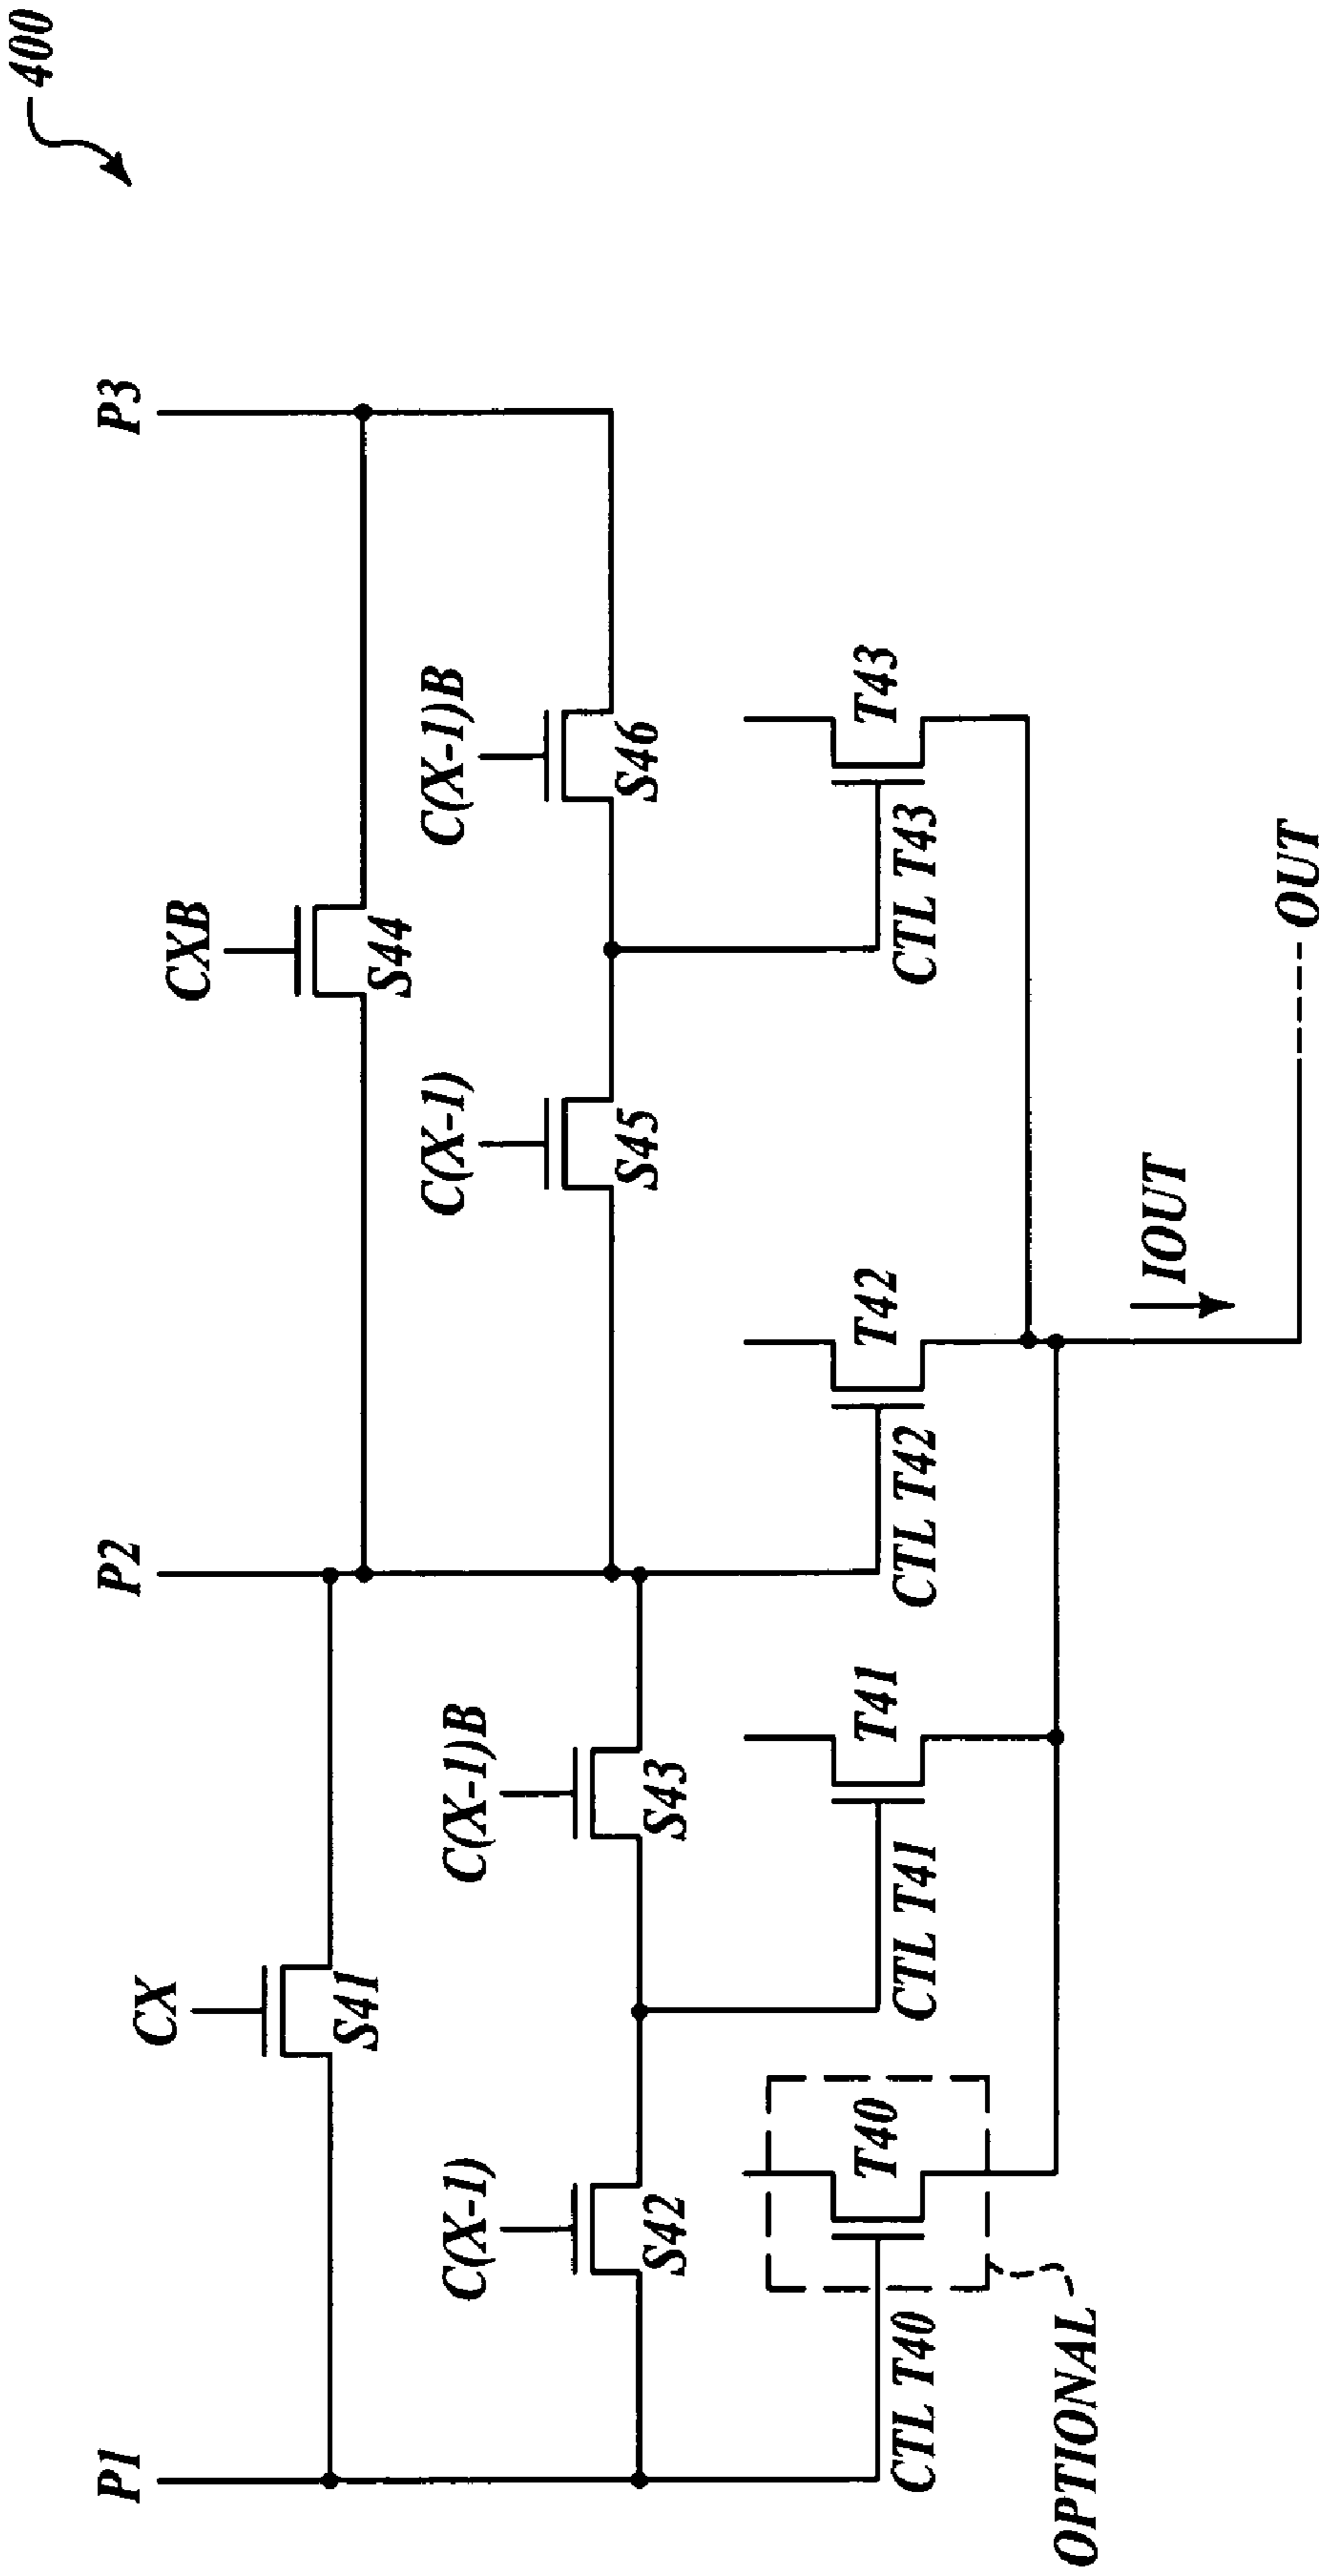 400
P1
P2
P3
CX
S41
CXB
S44
C(X-1)
S42
C(X-1)B
S43
C(X-1)
S45
C(X-1)B
S46
T40
CTL T40
T41
CTL T41
T42
CTL T42
T43
CTL T43
OPTIONAL
IOUT
OUT